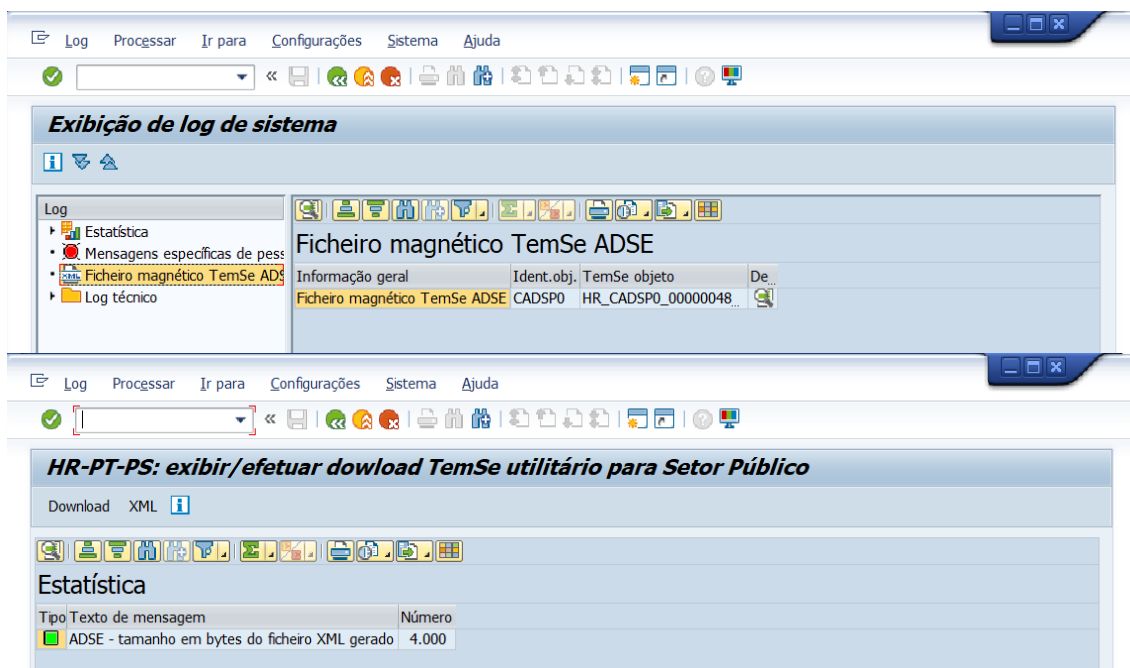 Log Processar Ir para Configurações Sistema Ajuda
Exibição de log de sistema
Log
Estatística
Mensagens específicas de pess
Ficheiro magnético TemSe ADS
Log técnico
Ficheiro magnético TemSe ADSE
Informação geral Ident.obj. TemSe objeto De...
Ficheiro magnético TemSe ADSE CADSP0 HR_CADSP0_00000048...
Log Processar Ir para Configurações Sistema Ajuda
HR-PT-PS: exibir/efetuar dowload TemSe utilitário para Setor Público
Download XML
Estatística
Tipo Texto de mensagem Número
ADSE - tamanho em bytes do ficheiro XML gerado 4.000